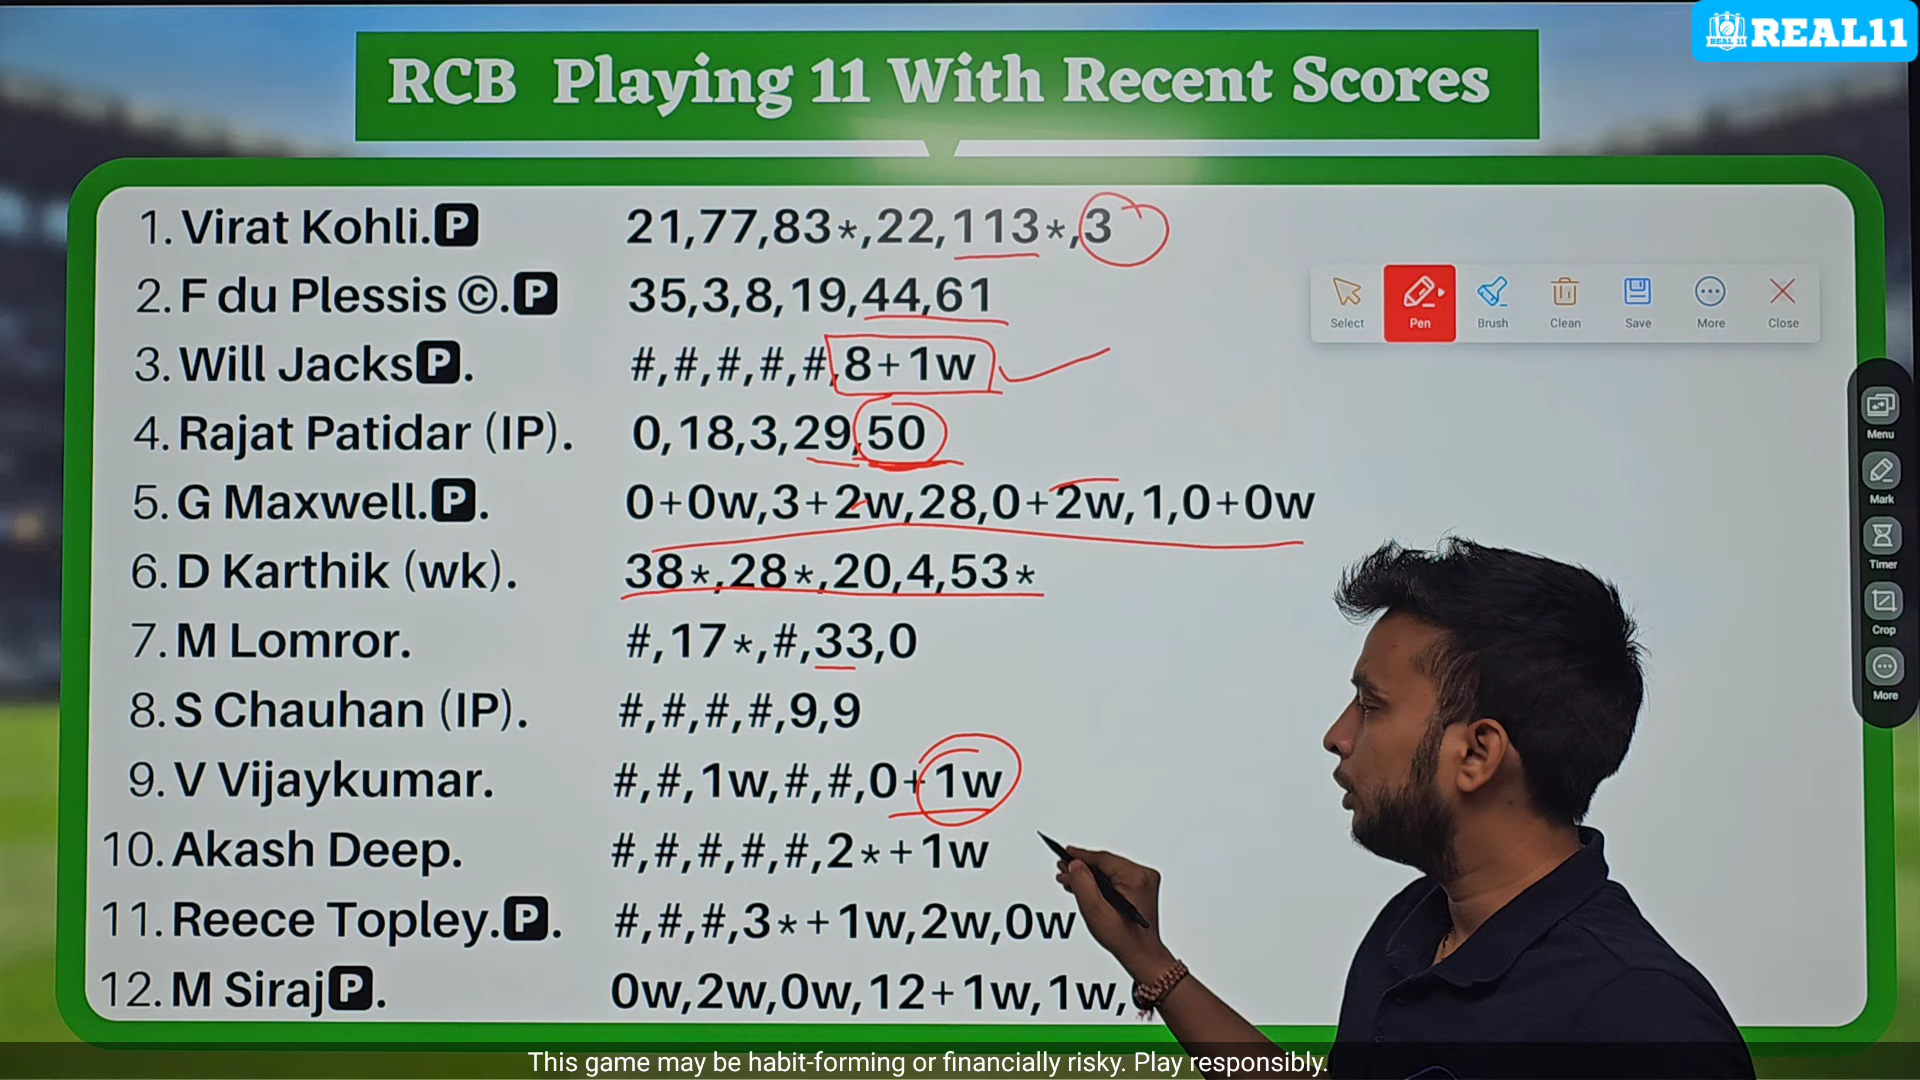 REAL 11 REAL11
RCB Playing 11 With Recent Scores
1. Virat Kohli.P 21,77,83*,22,113*,3
2. F du Plessis ©.P 35,3,8,19,44,61
3. Will JacksP. #,#,#,#,#,8+1w
4. Rajat Patidar (IP). 0,18,3,29,50
5. G Maxwell.P. 0+0w,3+2w,28,0+2w,1,0+0w
6. D Karthik (wk). 38*,28*,20,4,53*
7. M Lomror. #,17*,#,33,0
8. S Chauhan (IP). #,#,#,#,9,9
9. V Vijaykumar. #,#,1w,#,#,0+1w
10. Akash Deep. #,#,#,#,#,2*+1w
11. Reece Topley.P. #,#,#,3*+1w,2w,0w
12. M SirajP. 0w,2w,0w,12+1w,1w,
Select Pen Brush Clean Save More Close
Menu
Mark
Timer
Crop
More
This game may be habit-forming or financially risky. Play responsibly.